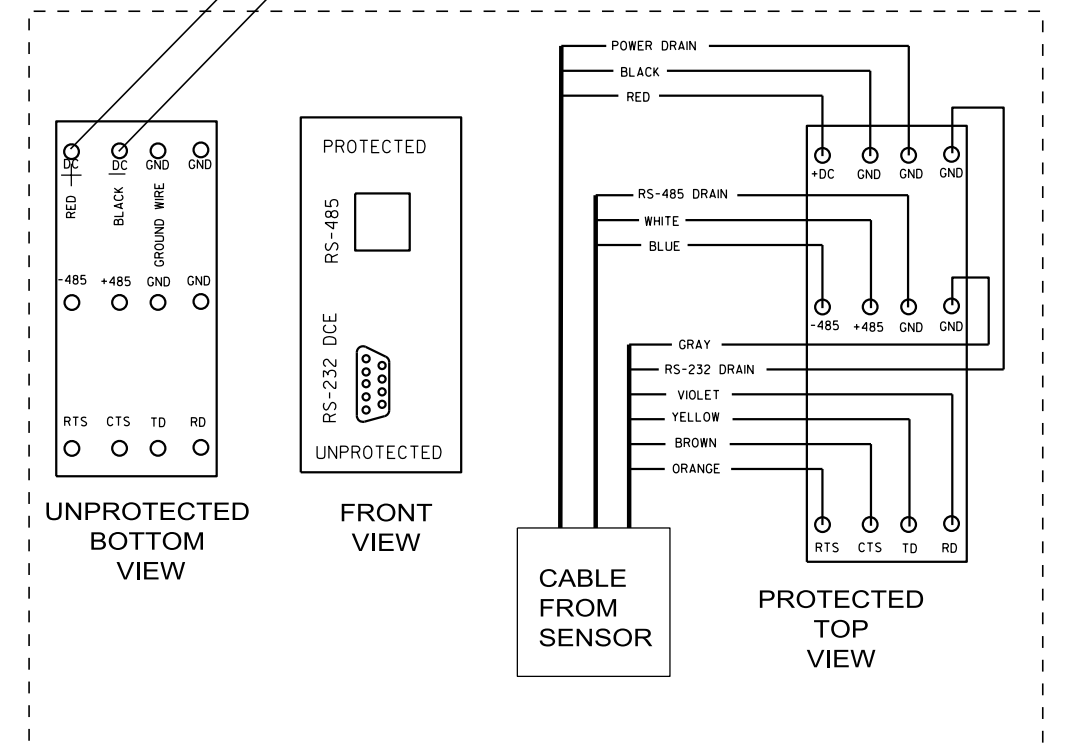 DC DC GND GND
RED
BLACK
GROUND WIRE
-485 +485 GND GND
RTS CTS TD RD
UNPROTECTED
BOTTOM
VIEW
PROTECTED
RS-485
RS-232 DCE
UNPROTECTED
FRONT
VIEW
POWER DRAIN
BLACK
RED
+DC GND GND GND
RS-485 DRAIN
WHITE
BLUE
-485 +485 GND GND
GRAY
RS-232 DRAIN
VIOLET
YELLOW
BROWN
ORANGE
RTS CTS TD RD
CABLE
FROM
SENSOR
PROTECTED
TOP
VIEW